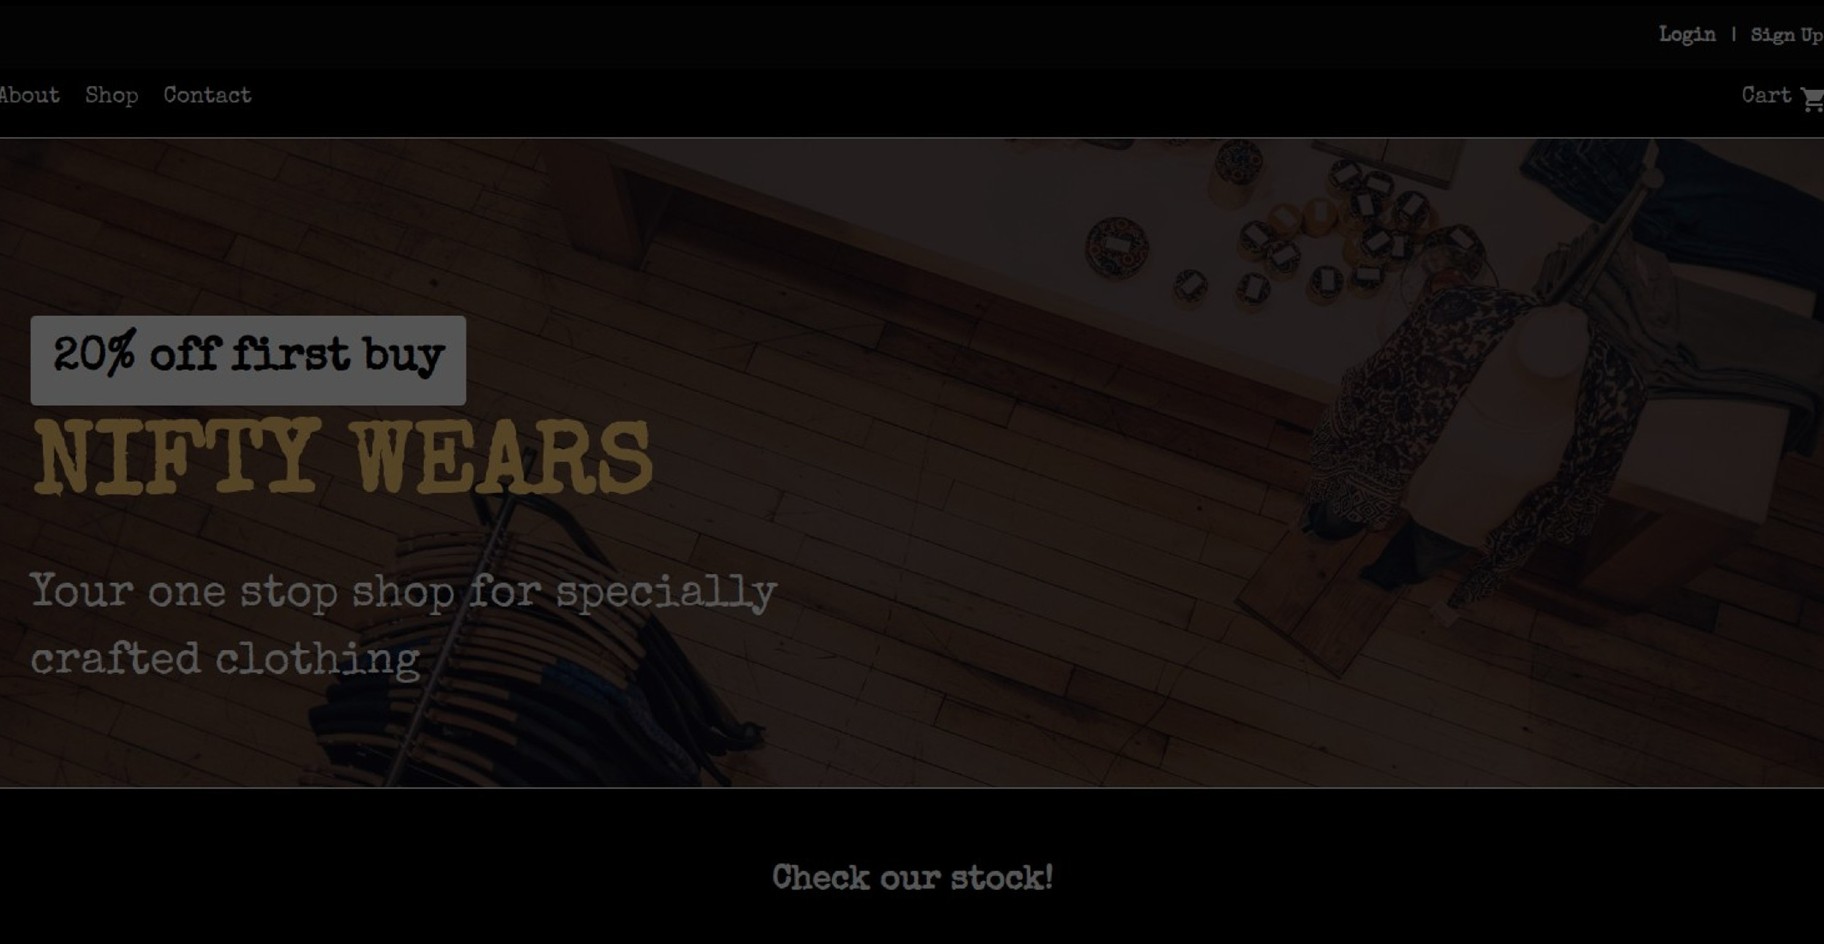 Login | Sign Up
About Shop Contact
Cart
20% off first buy
NIFTY WEARS
Your one stop shop for specially
crafted clothing
Check our stock!